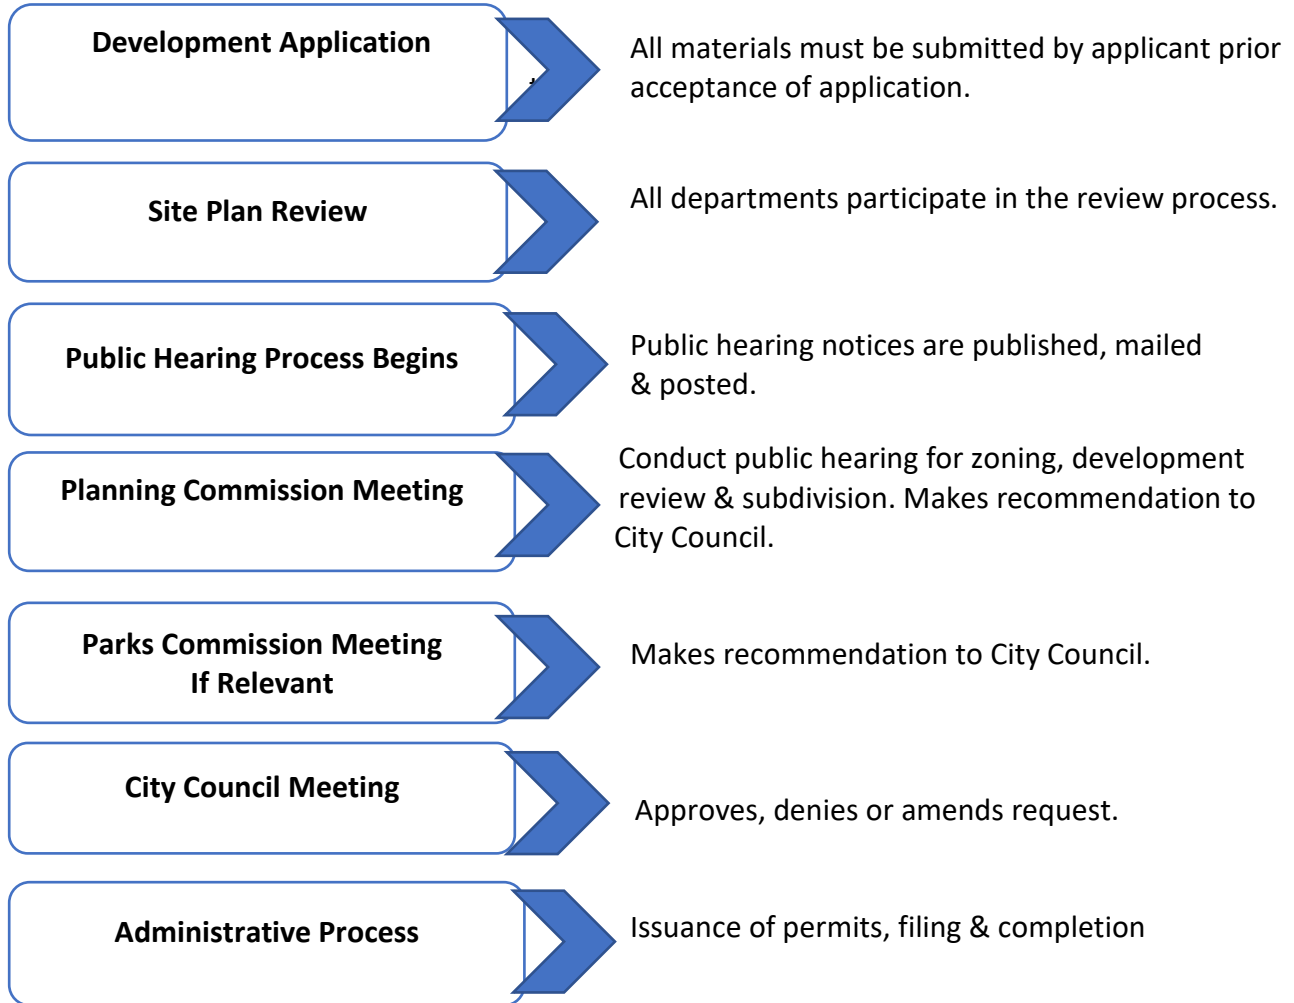 Development Application
All materials must be submitted by applicant prior
acceptance of application.
Site Plan Review
All departments participate in the review process.
Public Hearing Process Begins
Public hearing notices are published, mailed
& posted.
Planning Commission Meeting
Conduct public hearing for zoning, development
review & subdivision. Makes recommendation to
City Council.
Parks Commission Meeting
If Relevant
Makes recommendation to City Council.
City Council Meeting
Approves, denies or amends request.
Administrative Process
Issuance of permits, filing & completion